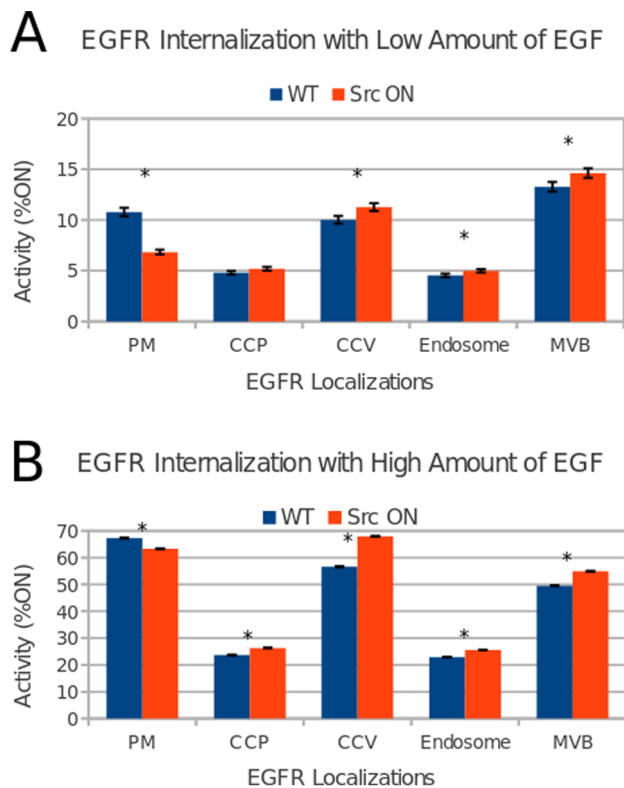 A
EGFR Internalization with Low Amount of EGF
WT Src ON
20
15
10
5
0
Activity (%ON)
* * * *
PM CCP CCV Endosome MVB
EGFR Localizations
B
EGFR Internalization with High Amount of EGF
WT Src ON
70
60
50
40
30
20
10
0
Activity (%ON)
* * * * *
PM CCP CCV Endosome MVB
EGFR Localizations